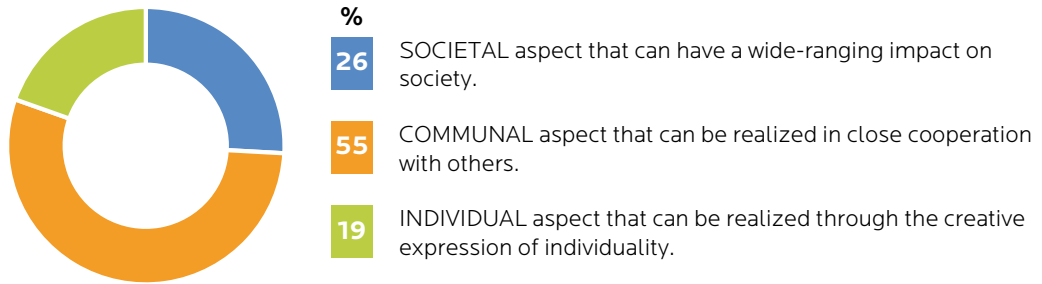 %
26
SOCIETAL aspect that can have a wide-ranging impact on
society.
55
COMMUNAL aspect that can be realized in close cooperation
with others.
19
INDIVIDUAL aspect that can be realized through the creative
expression of individuality.